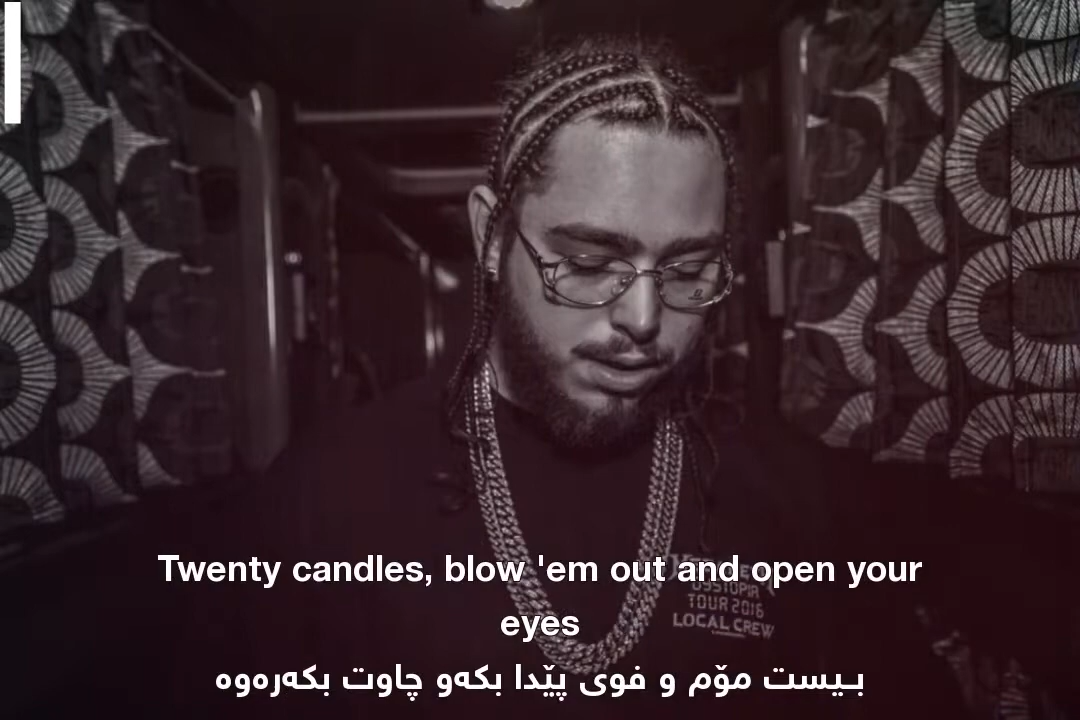 Twenty candles, blow 'em out and open your
eyes
بـیست مۆم و فوی پێدا بکەو چاوت بکەرەوە
TOUR 2016
LOCAL CREW